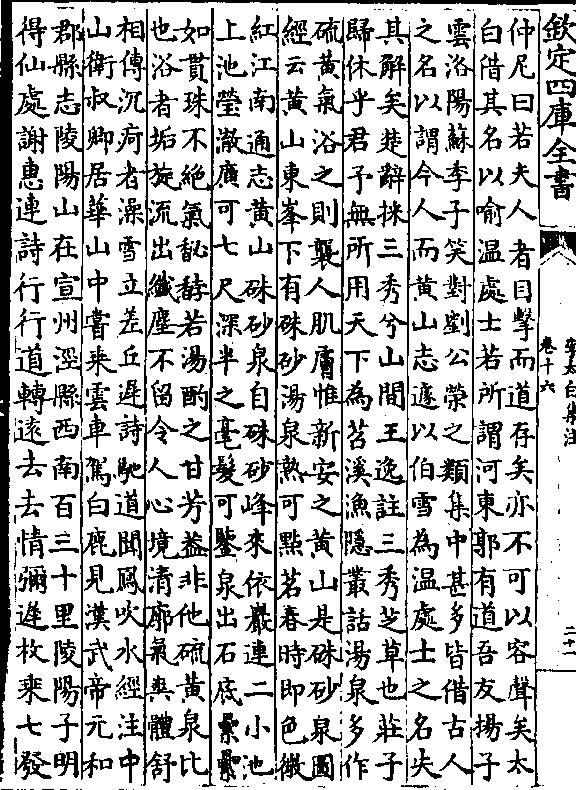 欽定四庫全書
李太白集注
卷十六
二十一
仲尼曰若夫人者目擊而道存矣亦不可以容聲矣太
白借其名以喻温處士若所謂河東郭有道吾友揚子
雲洛陽蘇季子笑對劉公榮之類集中甚多皆借古人
之名以謂今人而黄山志遂以伯雪為温處士之名失
其解矣楚辭採三秀兮山間王逸註三秀芝草也莊子
歸休乎君予無所用天下為苕溪漁隱叢話湯泉多作
硫黄氣浴之則襲人肌膚惟新安之黄山是硃砂泉圖
經云黄山東峯下有硃砂湯泉熱可㸃茗春時即色微
紅江南通志黄山硃砂泉自硃砂峰來依巖連二小池
上池瑩澈廣可七尺深半之毫髮可鑒泉出石底纍纍
如貫珠不絶氣馝馞若湯酌之甘芳益非他硫黄泉比
也浴者垢旋流出纎塵不留令人心境清廓氣與體舒
相傳沉疴者澡雪立差丘遲詩馳道聞鳳吹水經注中
山衛叔卿居華山中嘗乘雲車駕白鹿見漢武帝元和
郡縣志陵陽山在宣州涇縣西南百三十里陵陽子明
得仙處謝惠連詩行行道轉逺去去情彌遲枚乗七發